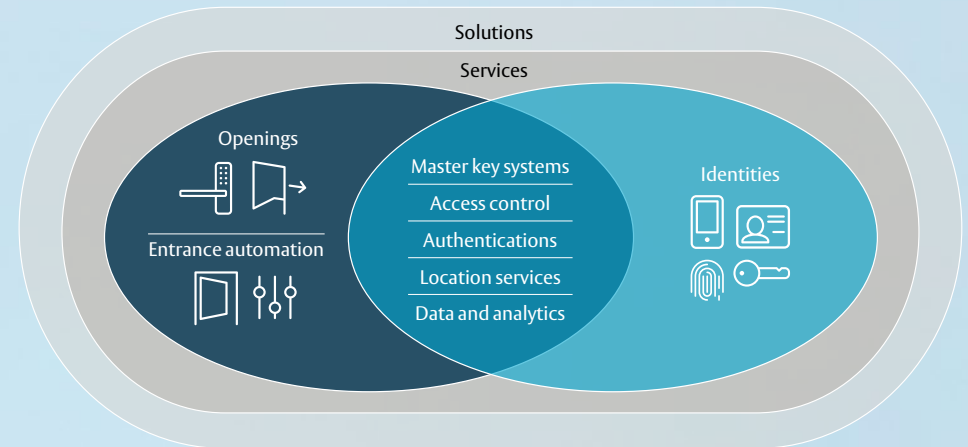 Solutions
Services
Openings
Entrance automation
Master key systems
Access control
Authentications
Location services
Data and analytics
Identities